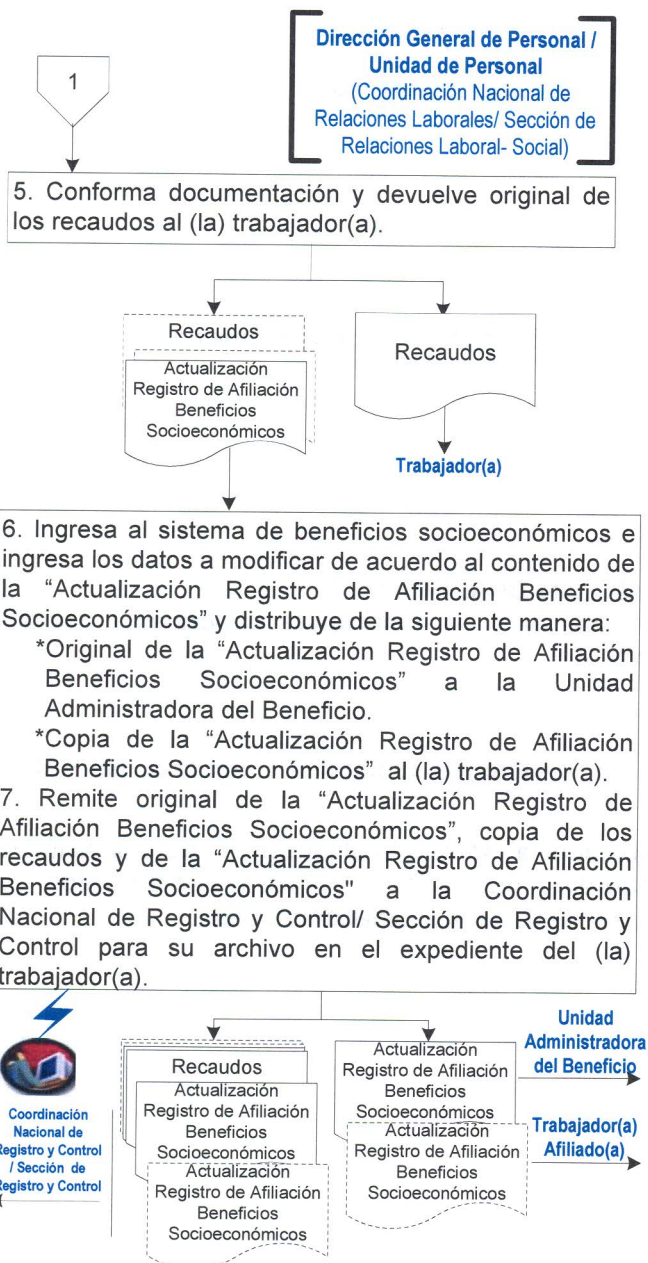 Dirección General de Personal /
Unidad de Personal
(Coordinación Nacional de
Relaciones Laborales/ Sección de
Relaciones Laboral- Social)
1
5. Conforma documentación y devuelve original de
los recaudos al (la) trabajador(a).
Recaudos
Actualización
Registro de Afiliación
Beneficios
Socioeconómicos
Recaudos
Trabajador(a)
6. Ingresa al sistema de beneficios socioeconómicos e
ingresa los datos a modificar de acuerdo al contenido de
la “Actualización Registro de Afiliación Beneficios
Socioeconómicos” y distribuye de la siguiente manera:
*Original de la “Actualización Registro de Afiliación
Beneficios Socioeconómicos” a la Unidad
Administradora del Beneficio.
*Copia de la “Actualización Registro de Afiliación
Beneficios Socioeconómicos” al (la) trabajador(a).
7. Remite original de la “Actualización Registro de
Afiliación Beneficios Socioeconómicos”, copia de los
recaudos y de la “Actualización Registro de Afiliación
Beneficios Socioeconómicos" a la Coordinación
Nacional de Registro y Control/ Sección de Registro y
Control para su archivo en el expediente del (la)
trabajador(a).
Coordinación
Nacional de
Registro y Control
/ Sección de
Registro y Control
Recaudos
Actualización
Registro de Afiliación
Beneficios
Socioeconómicos
Actualización
Registro de Afiliación
Beneficios
Socioeconómicos
Actualización
Registro de Afiliación
Beneficios
Socioeconómicos
Actualización
Registro de Afiliación
Beneficios
Socioeconómicos
Unidad
Administradora
del Beneficio
Trabajador(a)
Afiliado(a)